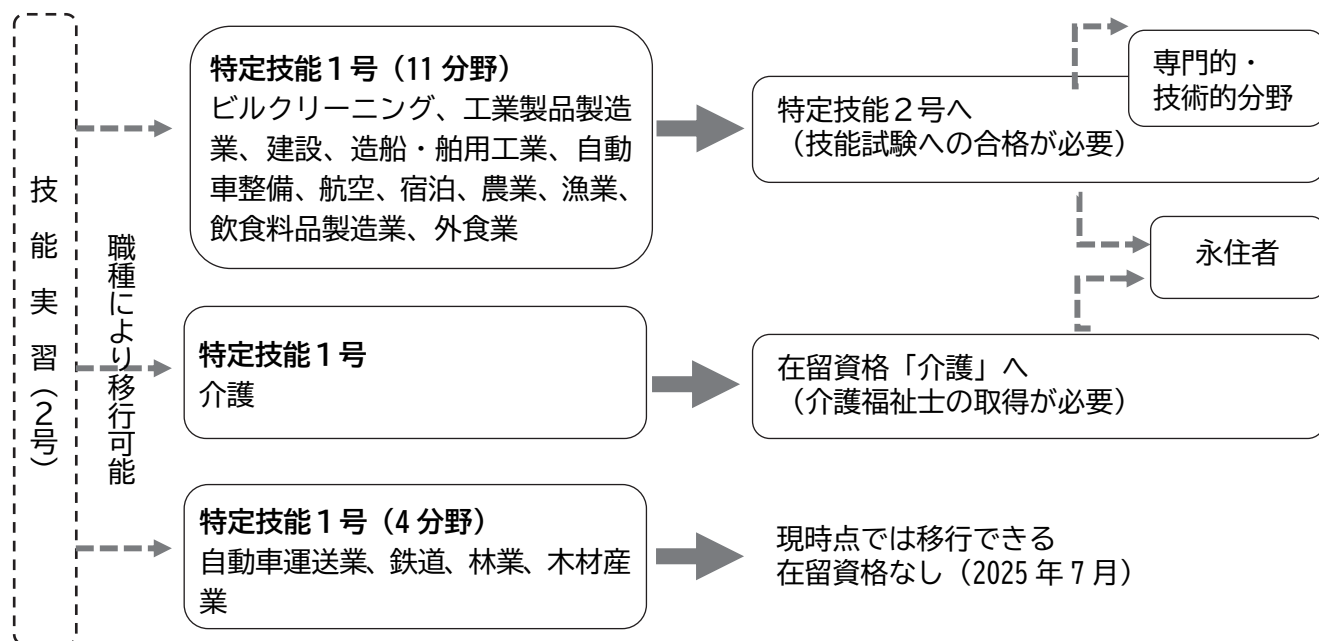 技能実習（2号）
職種により移行可能
特定技能１号（11 分野）
ビルクリーニング、工業製品製造
業、建設、造船・舶用工業、自動
車整備、航空、宿泊、農業、漁業、
飲食料品製造業、外食業
特定技能２号へ
（技能試験への合格が必要）
専門的・
技術的分野
永住者
特定技能１号
介護
在留資格「介護」へ
（介護福祉士の取得が必要）
特定技能１号（4 分野）
自動車運送業、鉄道、林業、木材産
業
現時点では移行できる
在留資格なし（2025 年 7 月）